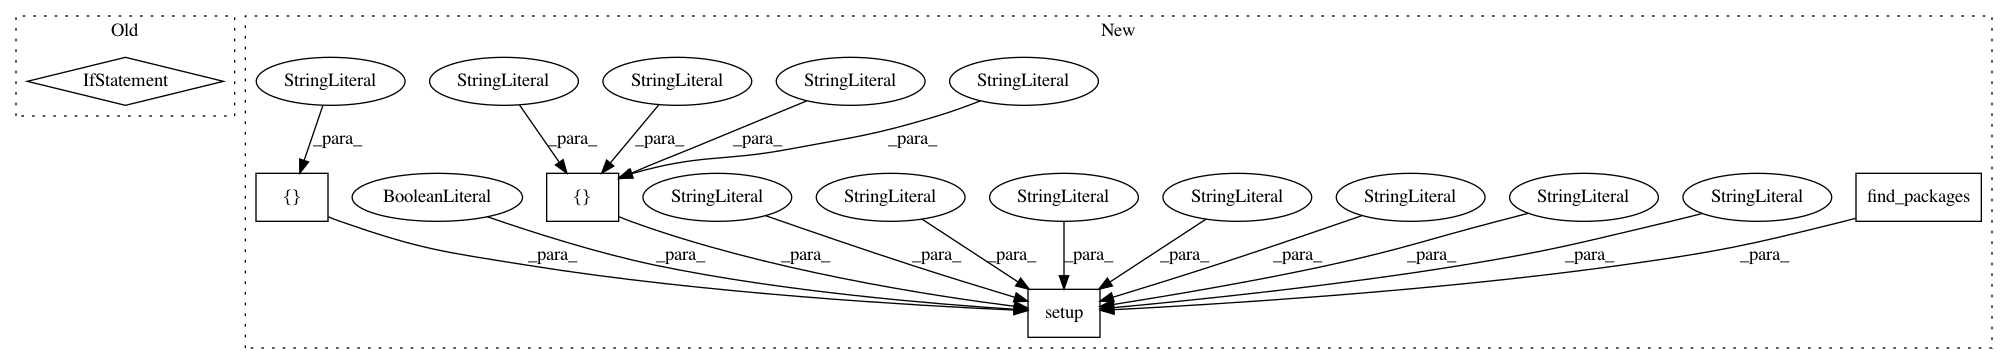 Old
New
IfStatement
StringLiteral
StringLiteral
StringLiteral
StringLiteral
StringLiteral
_para_
_para_
_para_
_para_
_para_
{}
BooleanLiteral
{}
StringLiteral
StringLiteral
StringLiteral
StringLiteral
StringLiteral
StringLiteral
StringLiteral
find_packages
_para_
_para_
_para_
_para_
_para_
_para_
_para_
_para_
_para_
_para_
_para_
setup